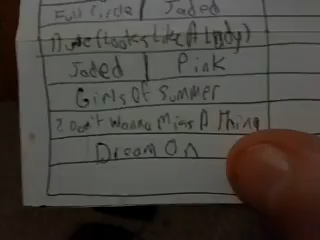 Full Circle | Jaded
Dude (Looks Like A Lady)
Jaded | Pink
Girls Of Summer
I Don't Wanna Miss A Thing
Dream On